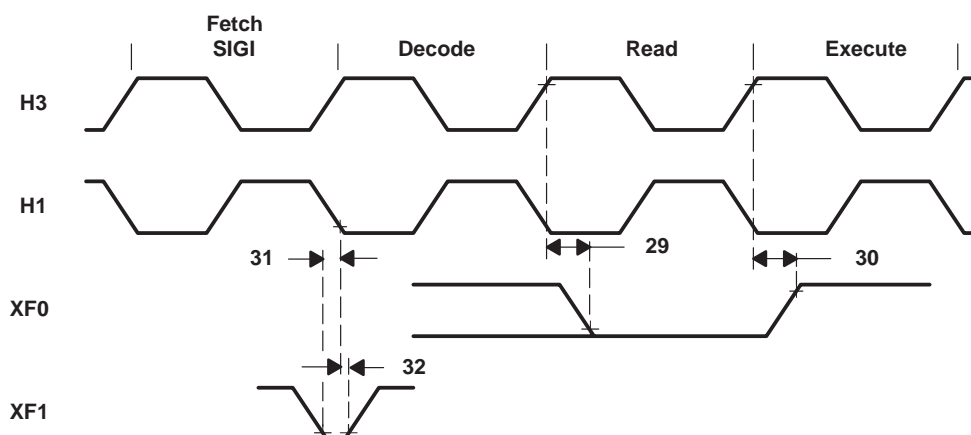 Fetch
SIGI
Decode
Read
Execute
H3
H1
31
29
30
XF0
32
XF1